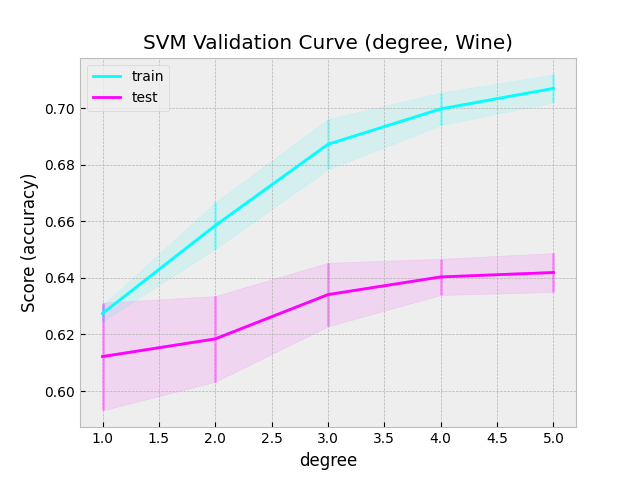 SVM Validation Curve (degree, Wine)
train
test
Score (accuracy)
0.70
0.68
0.66
0.64
0.62
0.60
1.0 1.5 2.0 2.5 3.0 3.5 4.0 4.5 5.0
degree